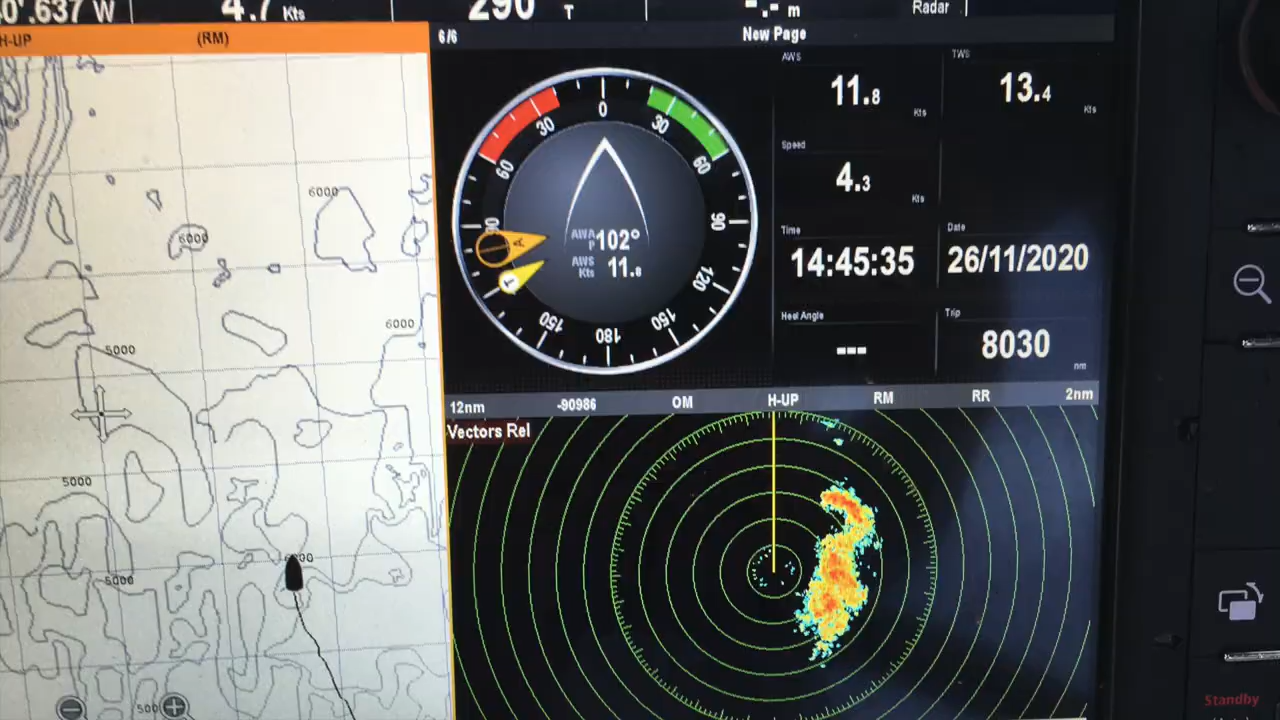 0'.637 W
4.7 Kts
290 T
-.- m
Radar
H-UP (RM)
6/6 New Page
AWS
11.8 Kts
TWS
13.4 Kts
Speed
4.3 Kts
Time
14:45:35
Date
26/11/2020
Heel Angle
---
Trip
8030 nm
0
30
30
60
60
90
90
120
150
150
180
AWA P 102°
AWS Kts 11.8
A
T
12nm -90986 OM H-UP RM RR 2nm
Vectors Rel
6000
6000
6000
5000
5000
5000
500
Standby